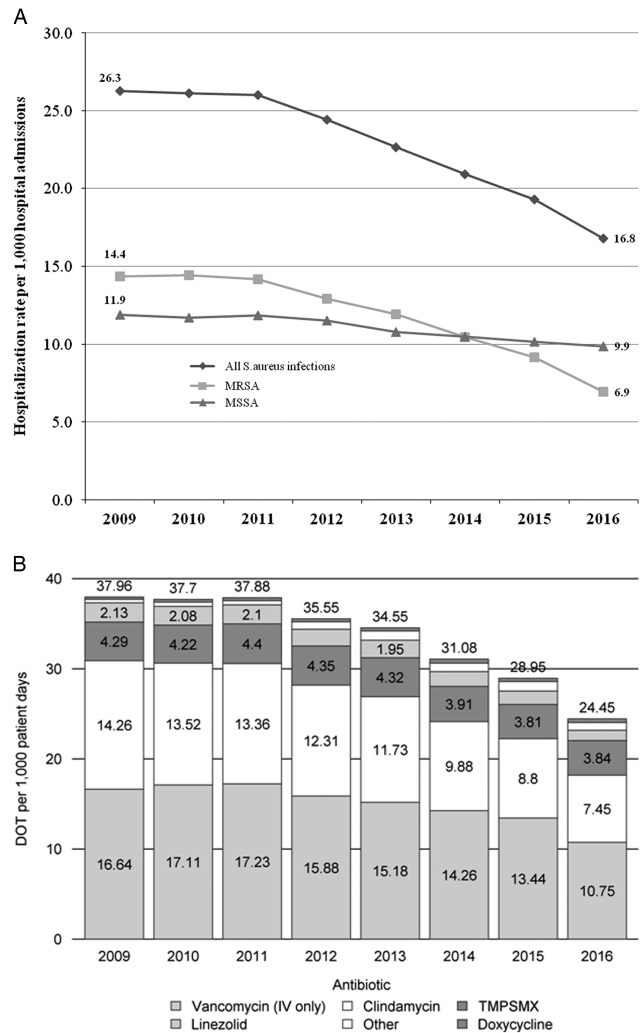 A
Hospitalization rate per 1,000 hospital admissions
30.0
25.0
20.0
15.0
10.0
5.0
0.0
26.3
16.8
14.4
11.9
9.9
6.9
All S.aureus infections
MRSA
MSSA
2009 2010 2011 2012 2013 2014 2015 2016
B
DOT per 1,000 patient days
40
30
20
10
0
37.96 37.7 37.88 35.55 34.55 31.08 28.95 24.45
2.13 2.08 2.1 1.95
4.29 4.22 4.4 4.35 4.32 3.91 3.81 3.84
14.26 13.52 13.36 12.31 11.73 9.88 8.8 7.45
16.64 17.11 17.23 15.88 15.18 14.26 13.44 10.75
2009 2010 2011 2012 2013 2014 2015 2016
Antibiotic
Vancomycin (IV only) Clindamycin TMPSMX
Linezolid Other Doxycycline